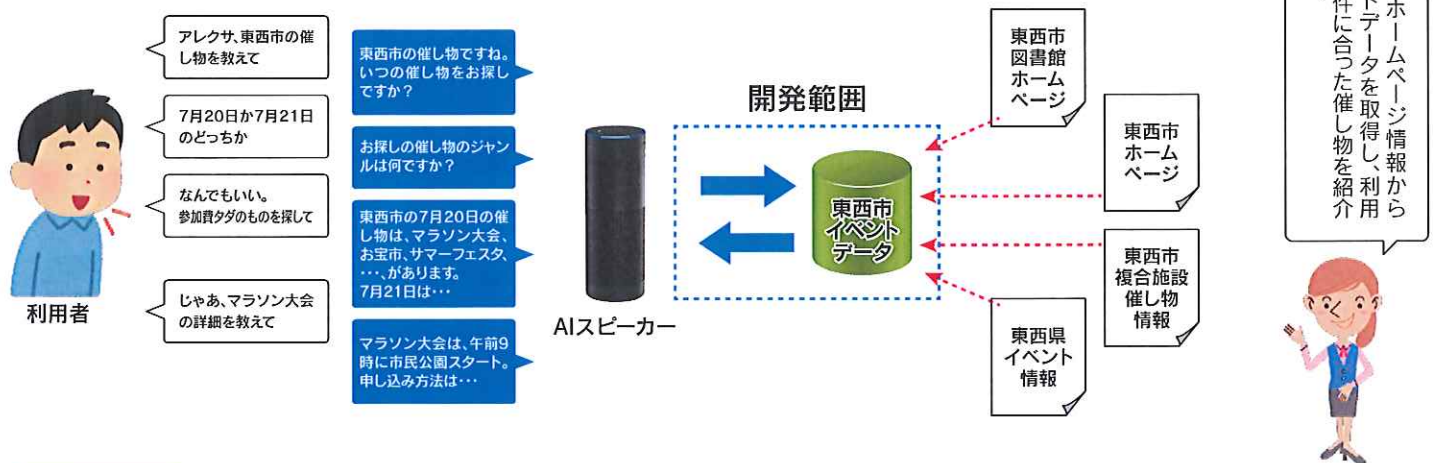 アレクサ、東西市の催
し物を教えて
東西市の催し物ですね。
いつの催し物をお探し
ですか?
7月20日か7月21日
のどっちか
お探しの催し物のジャン
ルは何ですか?
なんでもいい。
参加費タダのものを探して
東西市の7月20日の催
し物は、マラソン大会、
お宝市、サマーフェスタ、
・・・、があります。
7月21日は・・・
じゃあ、マラソン大会
の詳細を教えて
マラソン大会は、午前9
時に市民公園スタート。
申し込み方法は・・・
利用者
AIスピーカー
開発範囲
東西市
イベント
データ
東西市
図書館
ホーム
ページ
東西市
ホーム
ページ
東西市
複合施設
催し物
情報
東西県
イベント
情報
ホームページ情報から
トデータを取得し、利用
件に合った催し物を紹介